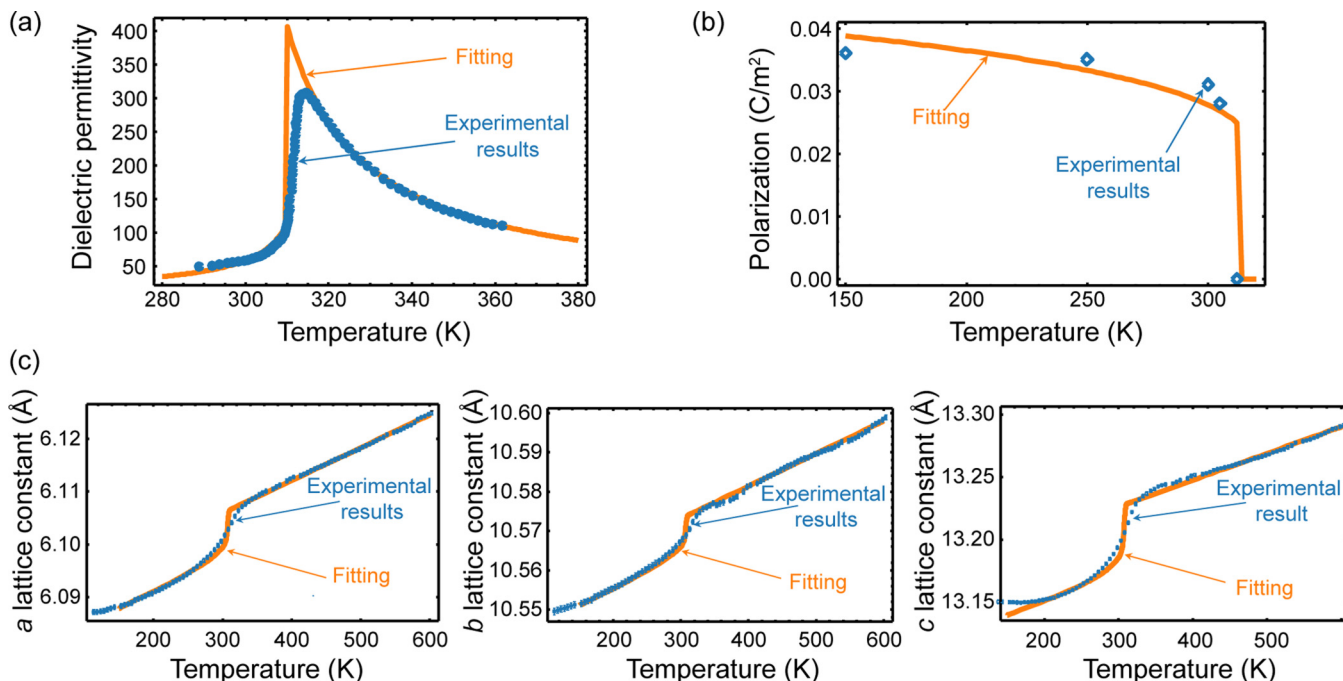 (a)
Dielectric permittivity
400
350
300
250
200
150
100
50
280
300
320
340
360
380
Temperature (K)
Fitting
Experimental
results
(b)
Polarization (C/m²)
0.04
0.03
0.02
0.01
0.00
150
200
250
300
Temperature (K)
Fitting
Experimental
results
(c)
a lattice constant (Å)
6.12
6.11
6.10
6.09
200
300
400
500
600
Temperature (K)
Experimental
results
Fitting
b lattice constant (Å)
10.60
10.59
10.58
10.57
10.56
10.55
200
300
400
500
600
Temperature (K)
Experimental
results
Fitting
c lattice constant (Å)
13.30
13.25
13.20
13.15
200
300
400
500
Temperature (K)
Experimental
result
Fitting